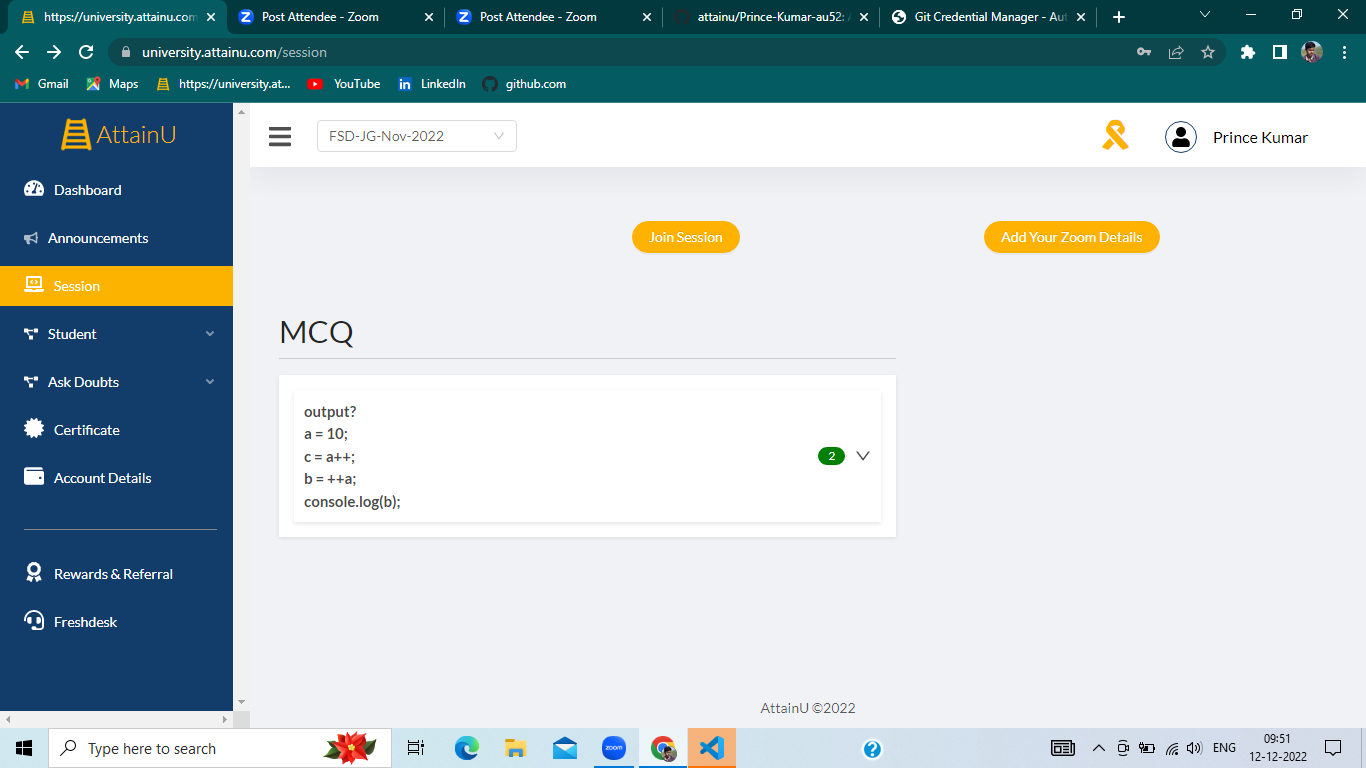 https://university.attainu.com
Post Attendee - Zoom
Post Attendee - Zoom
attainu/Prince-Kumar-au52: A
Git Credential Manager - Aut
university.attainu.com/session
Gmail
Maps
https://university.at...
YouTube
LinkedIn
github.com
AttainU
FSD-JG-Nov-2022
Prince Kumar
Dashboard
Announcements
Session
Student
Ask Doubts
Certificate
Account Details
Rewards & Referral
Freshdesk
Join Session
Add Your Zoom Details
MCQ
output?
a = 10;
c = a++;
b = ++a;
console.log(b);
2
AttainU ©2022
Type here to search
zoom
ENG
09:51
12-12-2022